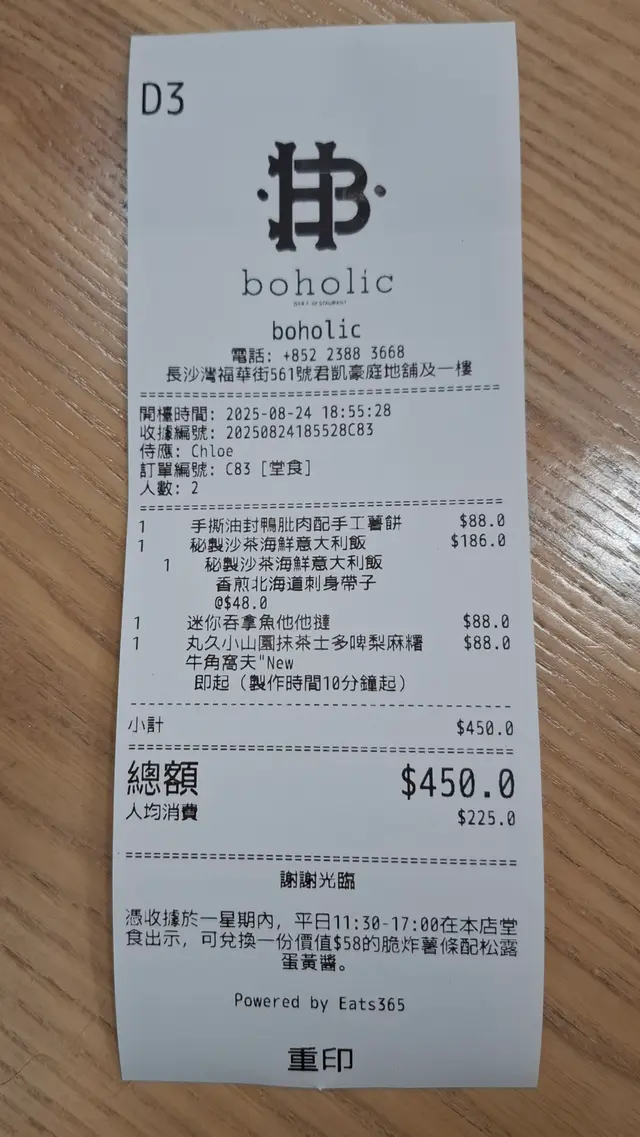 D3
HB
boholic
BAR & RESTAURANT
boholic
電話: +852 2388 3668
長沙灣福華街561號君凱豪庭地舖及一樓
開檯時間: 2025-08-24 18:55:28
收據編號: 20250824185528C83
侍應: Chloe
訂單編號: C83 [堂食]
人數: 2
1 手撕油封鴨肶肉配手工薯餅 $88.0
1 秘製沙茶海鮮意大利飯 $186.0
1 秘製沙茶海鮮意大利飯
香煎北海道刺身帶子
@$48.0
1 迷你吞拿魚他他撻 $88.0
1 丸久小山園抹茶士多啤梨麻糬 $88.0
牛角窩夫"New
即起（製作時間10分鐘起）
小計 $450.0
總額 $450.0
人均消費 $225.0
謝謝光臨
憑收據於一星期內, 平日11:30-17:00在本店堂
食出示, 可兌換一份價值$58的脆炸薯條配松露
蛋黃醬。
Powered by Eats365
重印